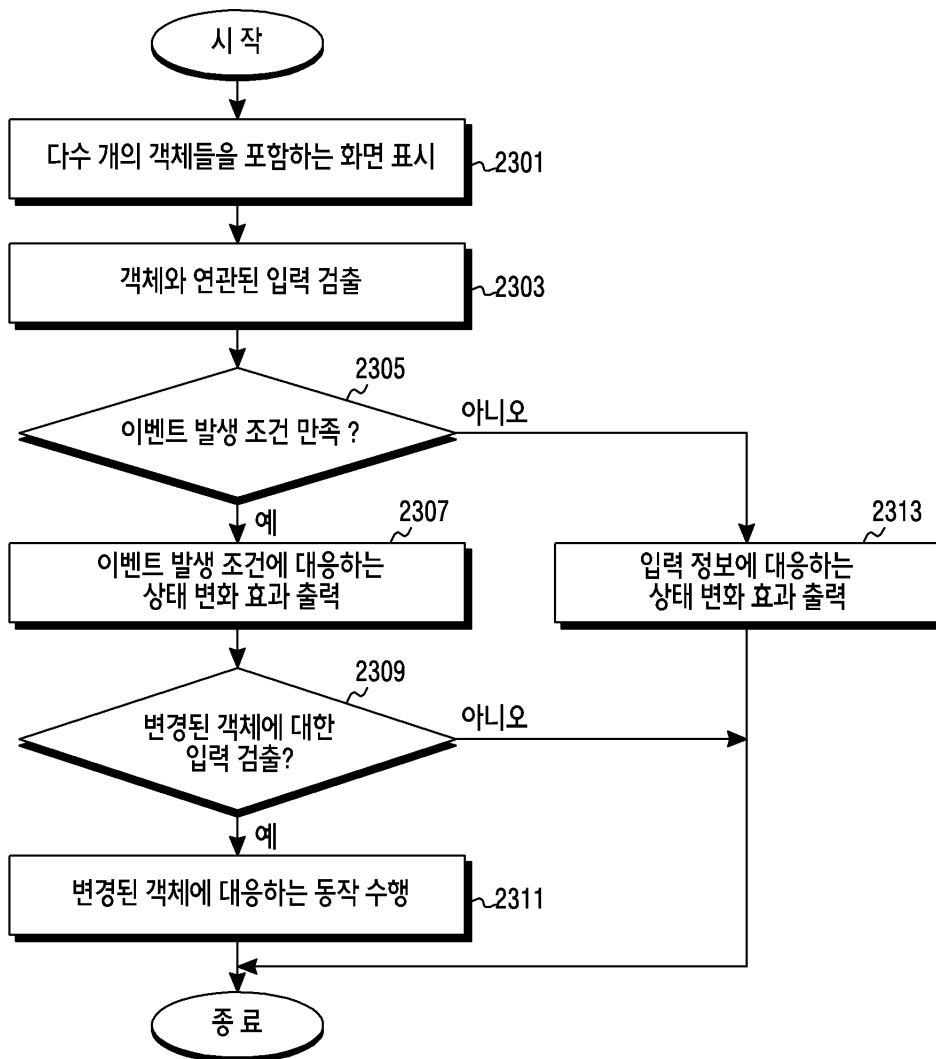 시 작
다수 개의 객체들을 포함하는 화면 표시
2301
객체와 연관된 입력 검출
2303
2305
이벤트 발생 조건 만족 ?
아니오
예
2307
이벤트 발생 조건에 대응하는
상태 변화 효과 출력
2313
입력 정보에 대응하는
상태 변화 효과 출력
2309
변경된 객체에 대한
입력 검출?
아니오
예
변경된 객체에 대응하는 동작 수행
2311
종 료